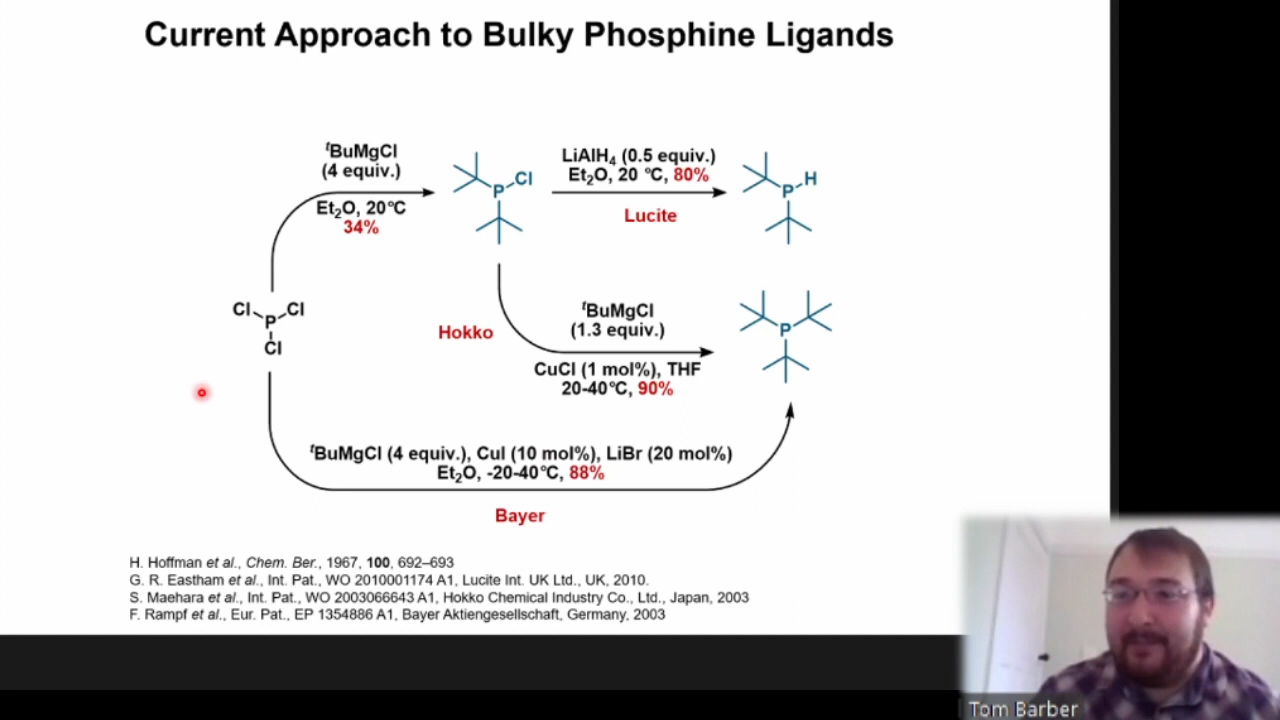 Current Approach to Bulky Phosphine Ligands
ᵗBuMgCl
(4 equiv.)
Et₂O, 20°C
34%
Cl
P
Cl
LiAlH₄ (0.5 equiv.)
Et₂O, 20 °C, 80%
Lucite
P
H
Cl
P
Cl
Cl
Hokko
ᵗBuMgCl
(1.3 equiv.)
CuCl (1 mol%), THF
20-40°C, 90%
P
ᵗBuMgCl (4 equiv.), CuI (10 mol%), LiBr (20 mol%)
Et₂O, -20-40°C, 88%
Bayer
H. Hoffman et al., Chem. Ber., 1967, 100, 692–693
G. R. Eastham et al., Int. Pat., WO 2010001174 A1, Lucite Int. UK Ltd., UK, 2010.
S. Maehara et al., Int. Pat., WO 2003066643 A1, Hokko Chemical Industry Co., Ltd., Japan, 2003
F. Rampf et al., Eur. Pat., EP 1354886 A1, Bayer Aktiengesellschaft, Germany, 2003
Tom Barber